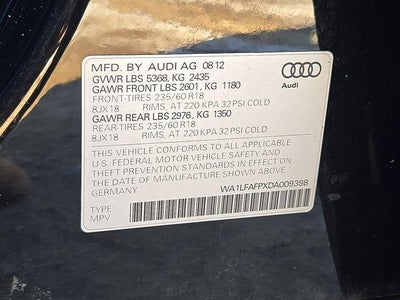 MFD. BY AUDI AG 08 12
GVWR LBS 5368, KG 2435
GAWR FRONT LBS 2601, KG 1180
FRONT-TIRES 235/60 R18
8JX18 RIMS, AT 220 KPA 32 PSI COLD
GAWR REAR LBS 2976, KG 1350
REAR-TIRES 235/60 R18
8JX18 RIMS, AT 220 KPA 32 PSI COLD
Audi
THIS VEHICLE CONFORMS TO ALL APPLICABLE
U.S. FEDERAL MOTOR VEHICLE SAFETY AND
THEFT PREVENTION STANDARDS IN EFFECT ON
THE DATE OF MANUFACTURE SHOWN ABOVE
GERMANY
WA1LFAFPXDA009398
TYPE:
MPV